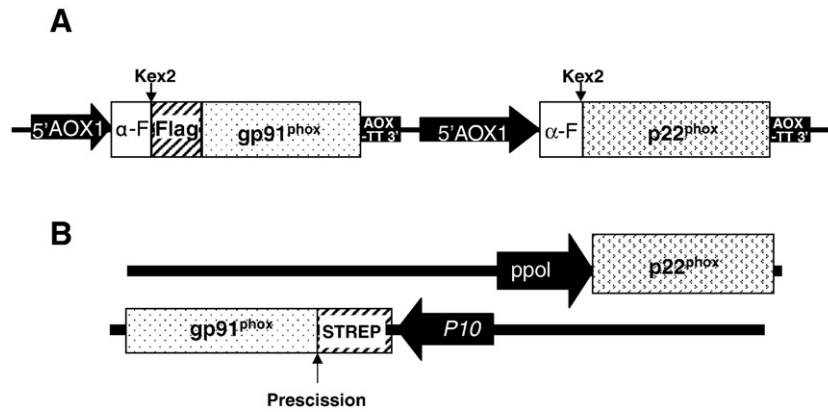 A
Kex2
Kex2
5'AOX1
α-F
Flag
gp91phox
AOX
-TT 3'
5'AOX1
α-F
p22phox
AOX
-TT 3'
B
ppol
p22phox
gp91phox
STREP
P10
Prescission